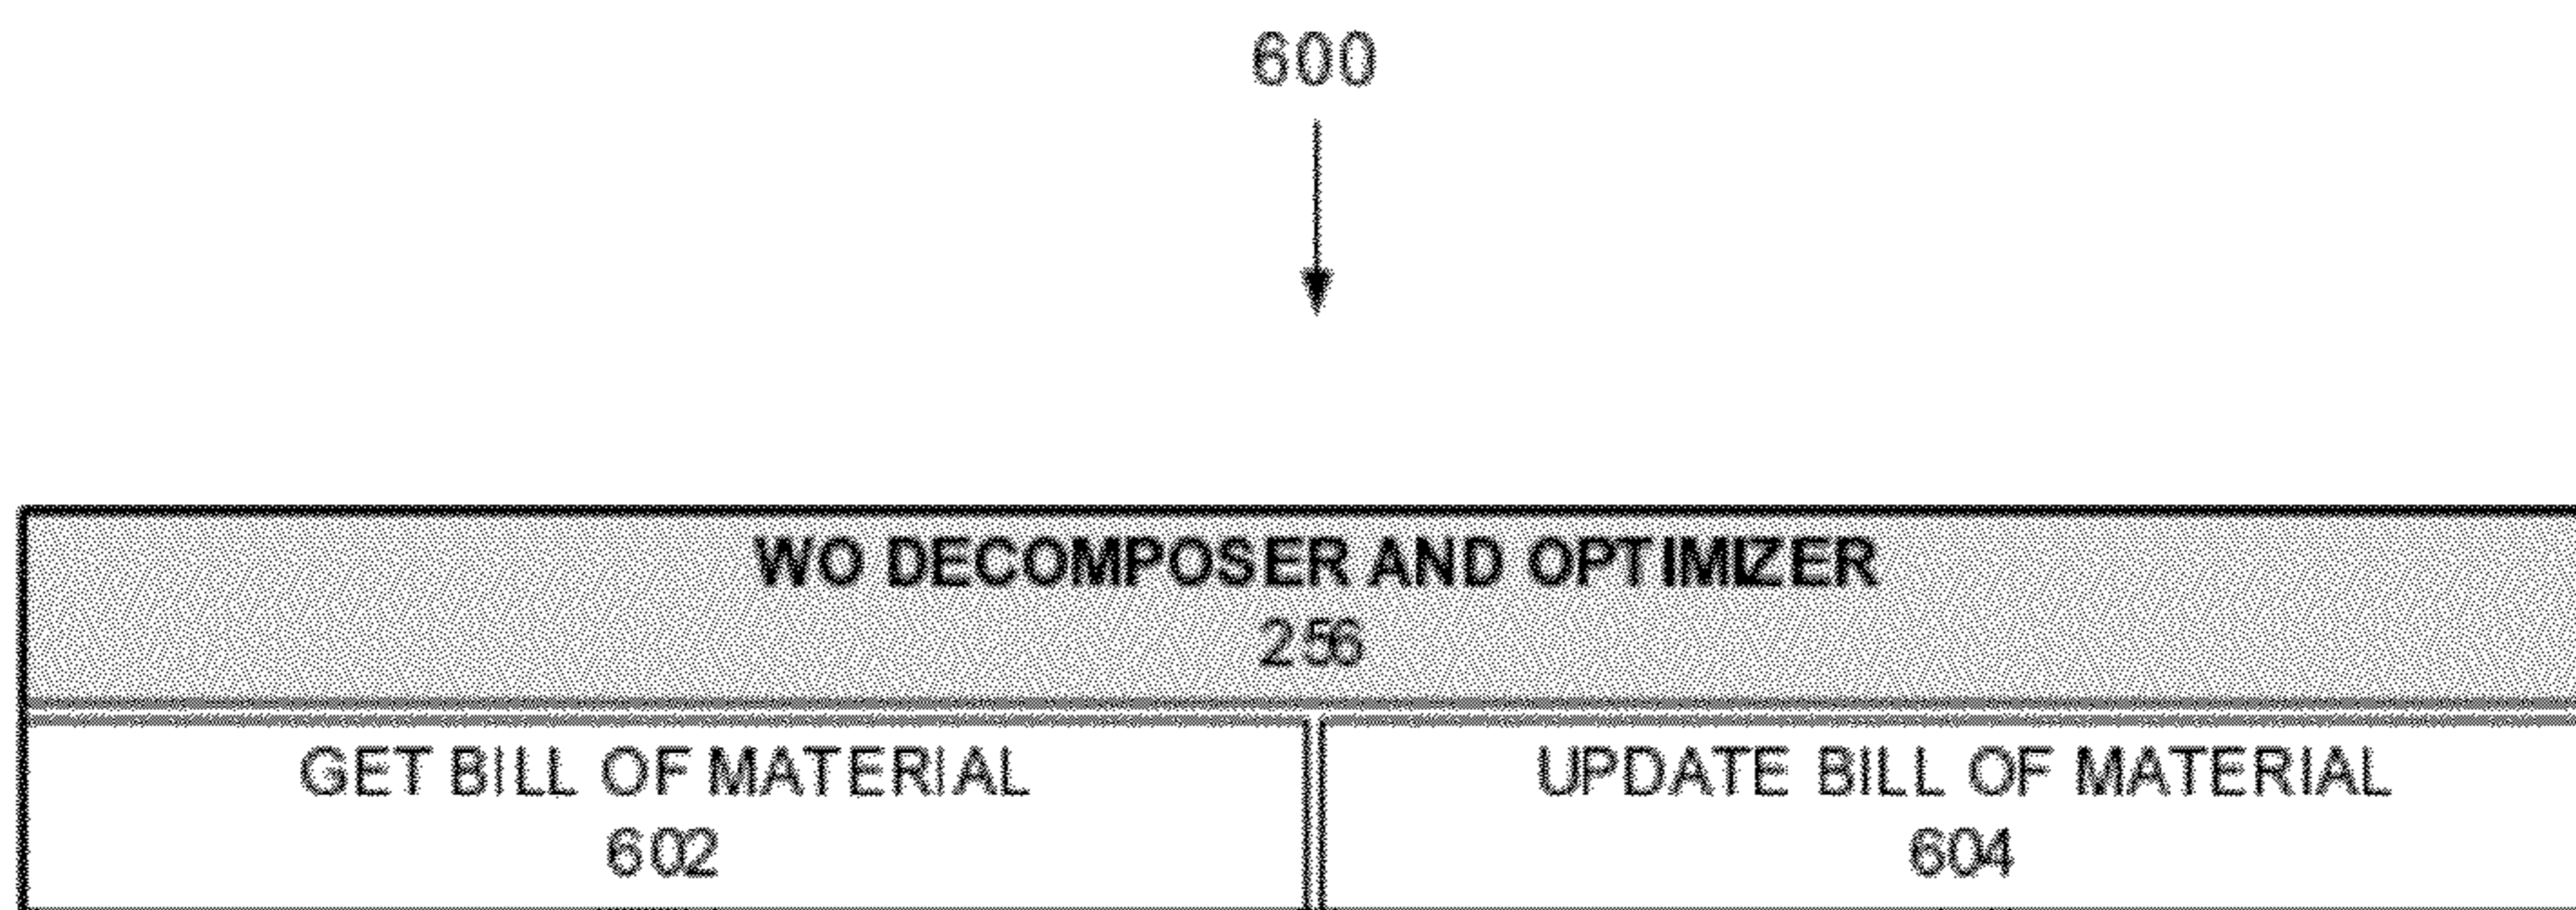 600
WO DECOMPOSER AND OPTIMIZER
256
GET BILL OF MATERIAL
602
UPDATE BILL OF MATERIAL
604